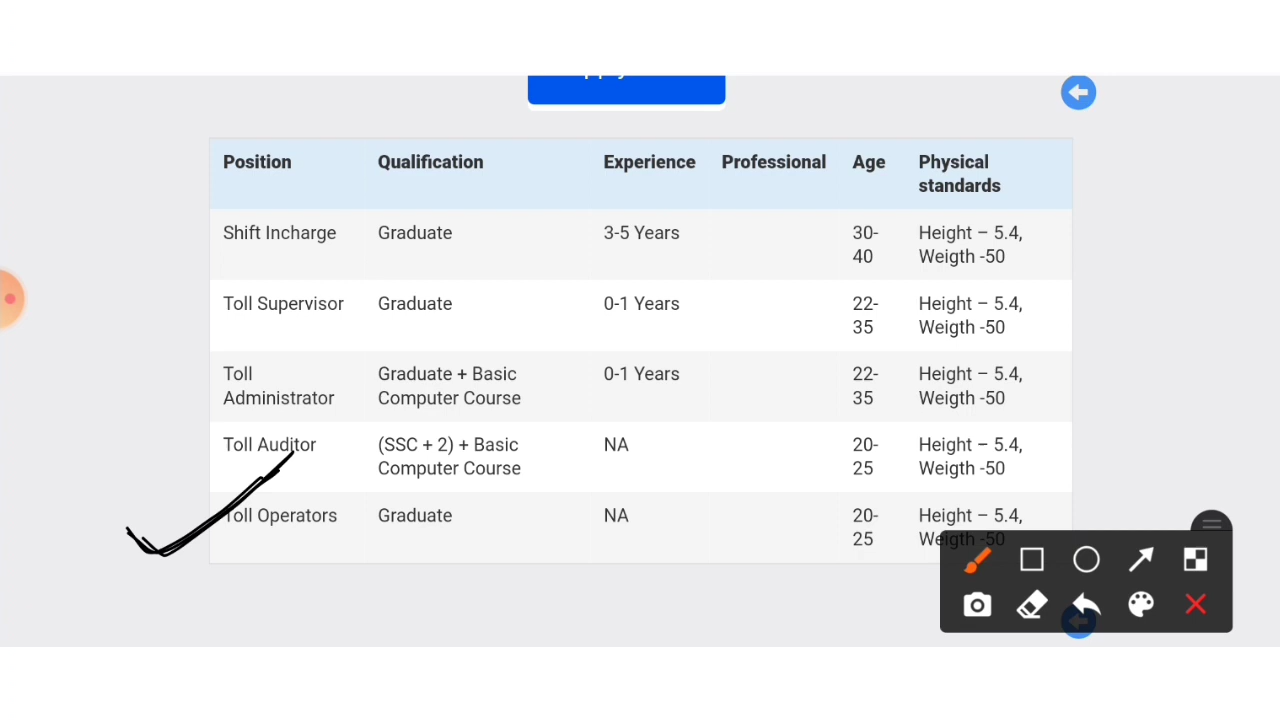 Position Qualification Experience Professional Age Physical
standards
Shift Incharge Graduate 3-5 Years 30- Height – 5.4,
40 Weigth -50
Toll Supervisor Graduate 0-1 Years 22- Height – 5.4,
35 Weigth -50
Toll Graduate + Basic 0-1 Years 22- Height – 5.4,
Administrator Computer Course 35 Weigth -50
Toll Auditor (SSC + 2) + Basic NA 20- Height – 5.4,
Computer Course 25 Weigth -50
Toll Operators Graduate NA 20- Height – 5.4,
25 Weigth -50